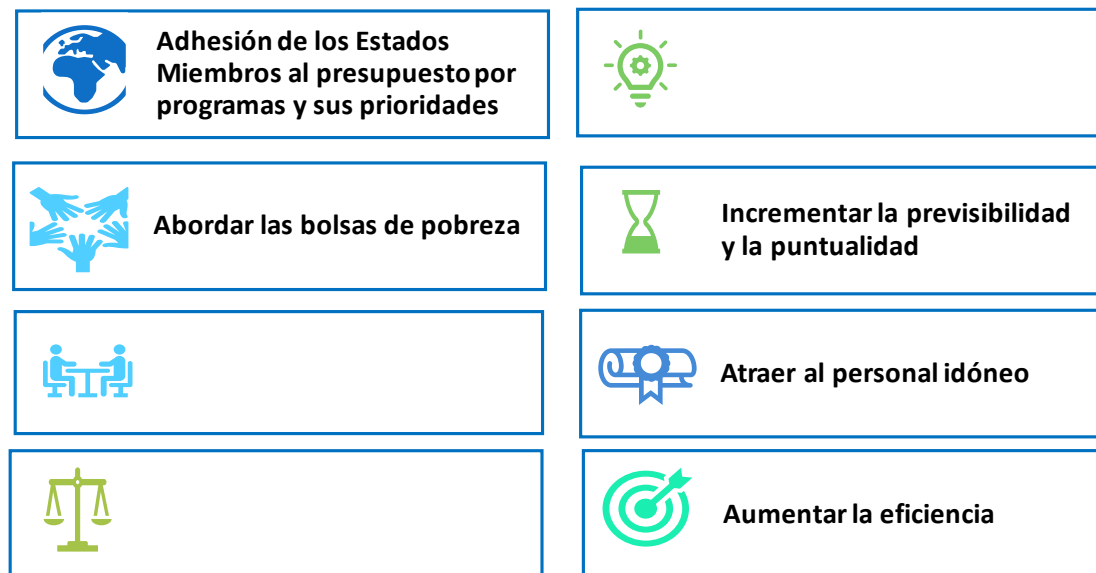 Adhesión de los Estados
Miembros al presupuesto por
programas y sus prioridades
Abordar las bolsas de pobreza
Incrementar la previsibilidad
y la puntualidad
Atraer al personal idóneo
Aumentar la eficiencia